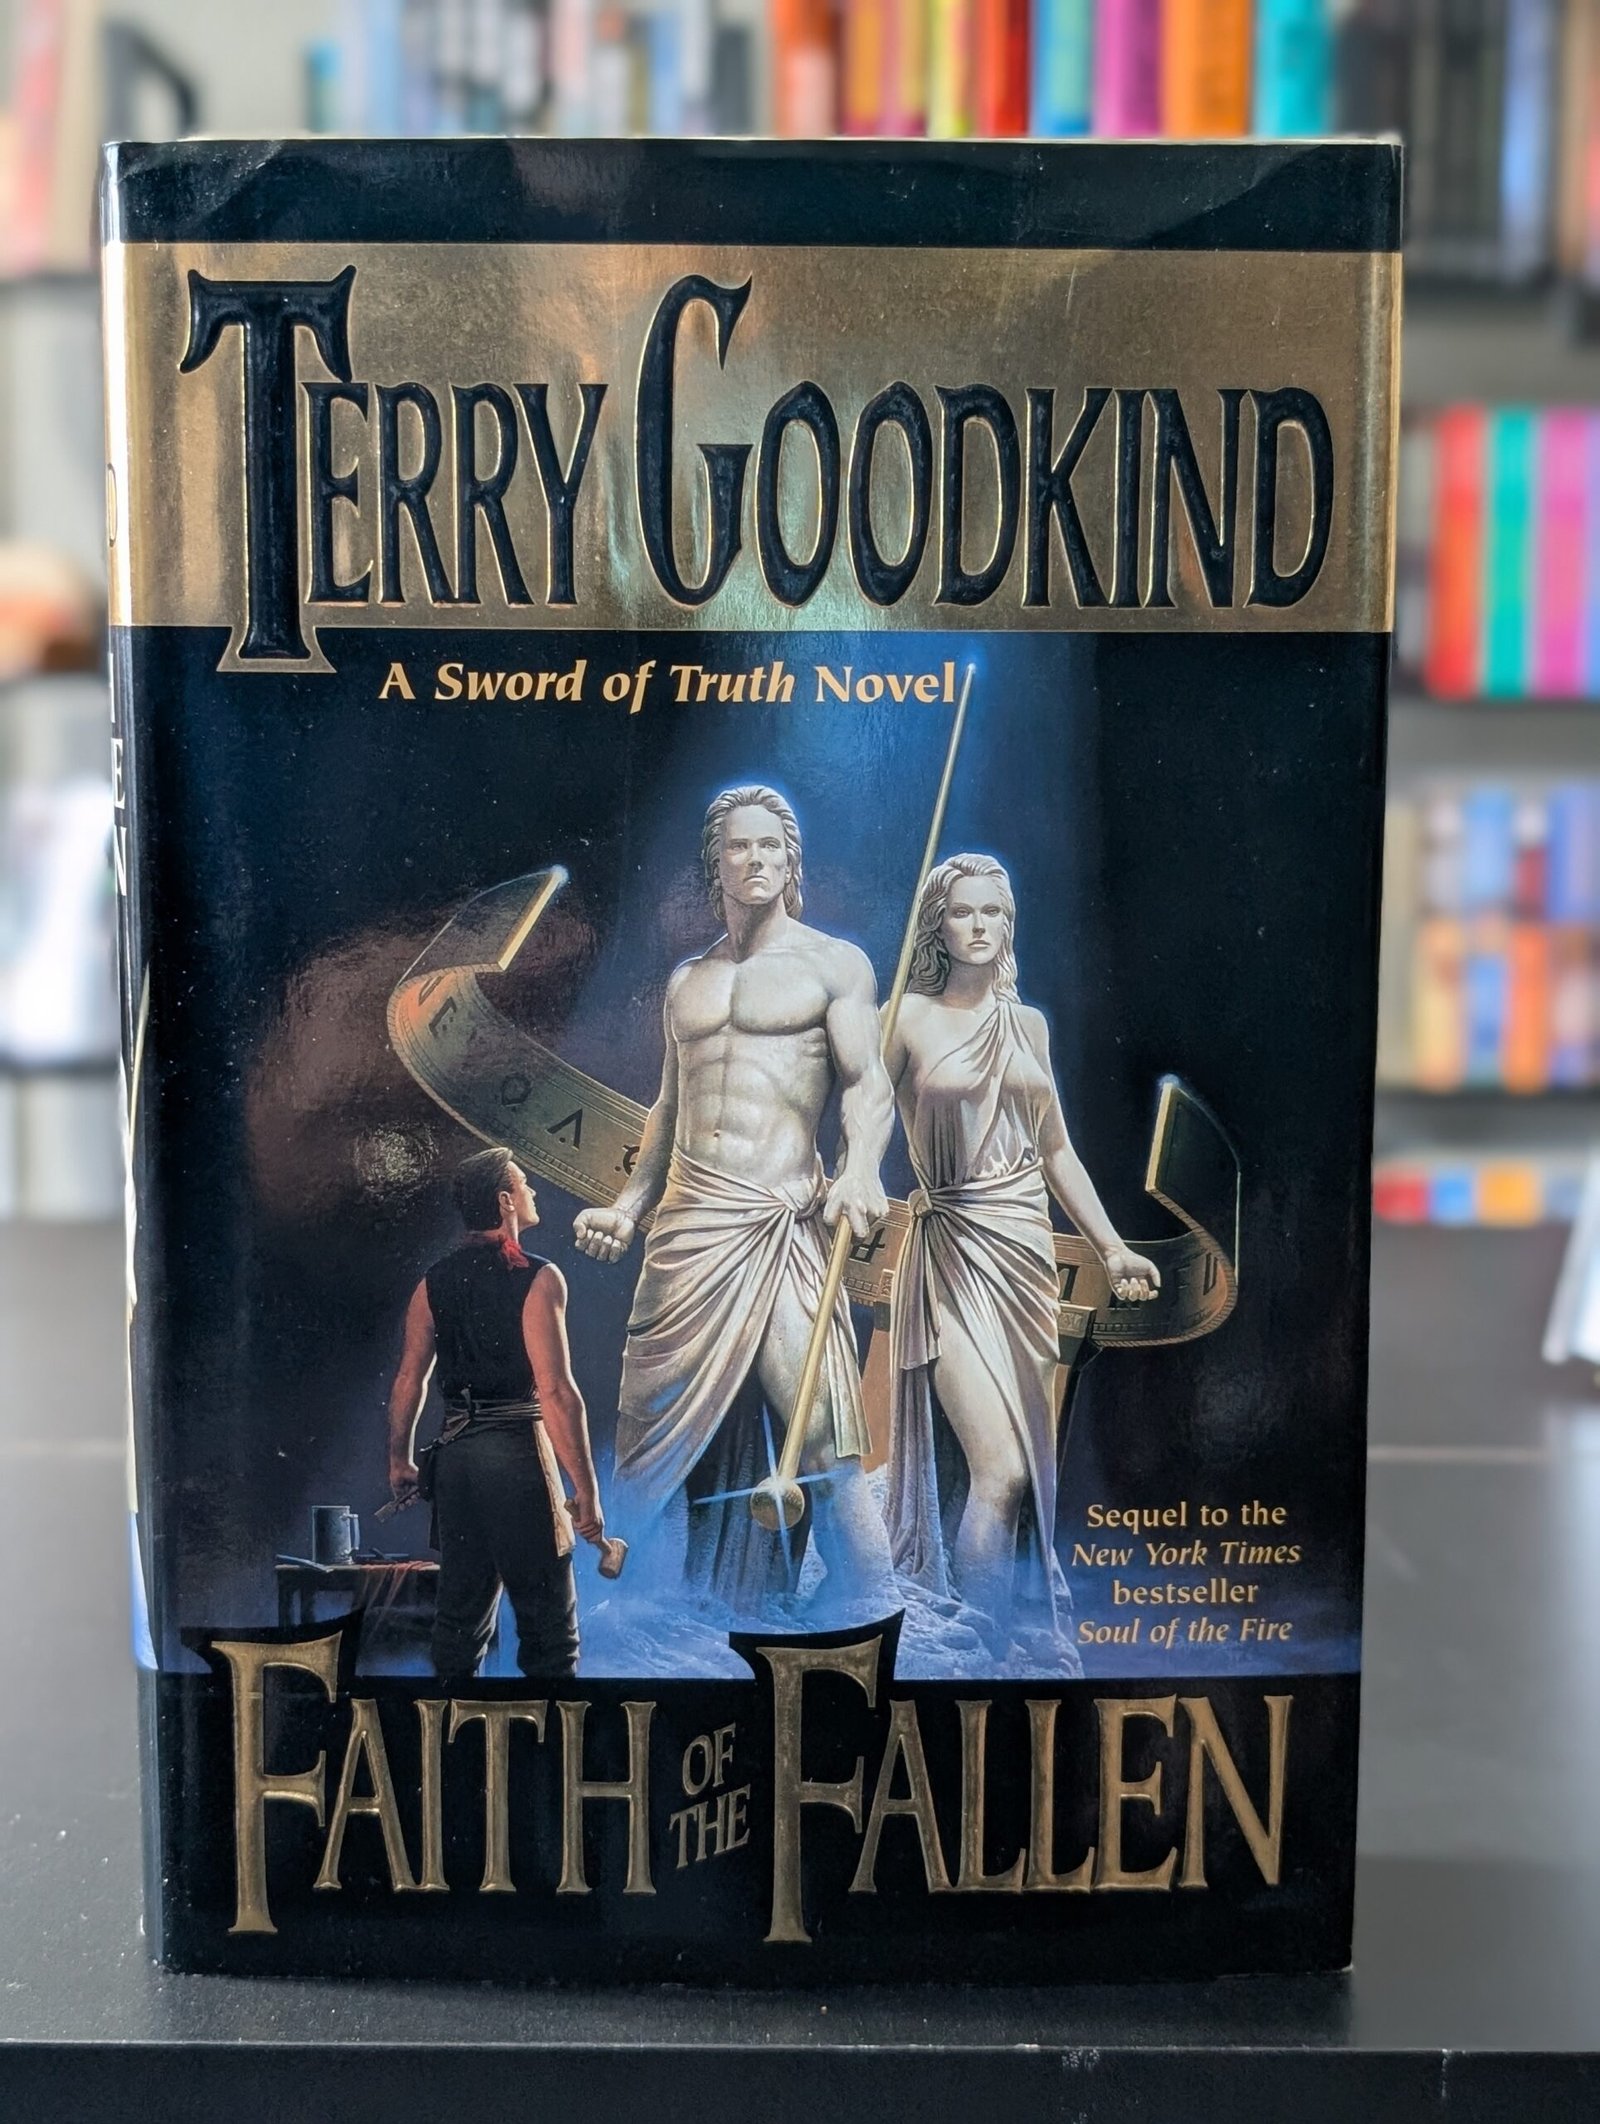 TERRY GOODKIND
A Sword of Truth Novel
Sequel to the
New York Times
bestseller
Soul of the Fire
FAITH OF THE FALLEN